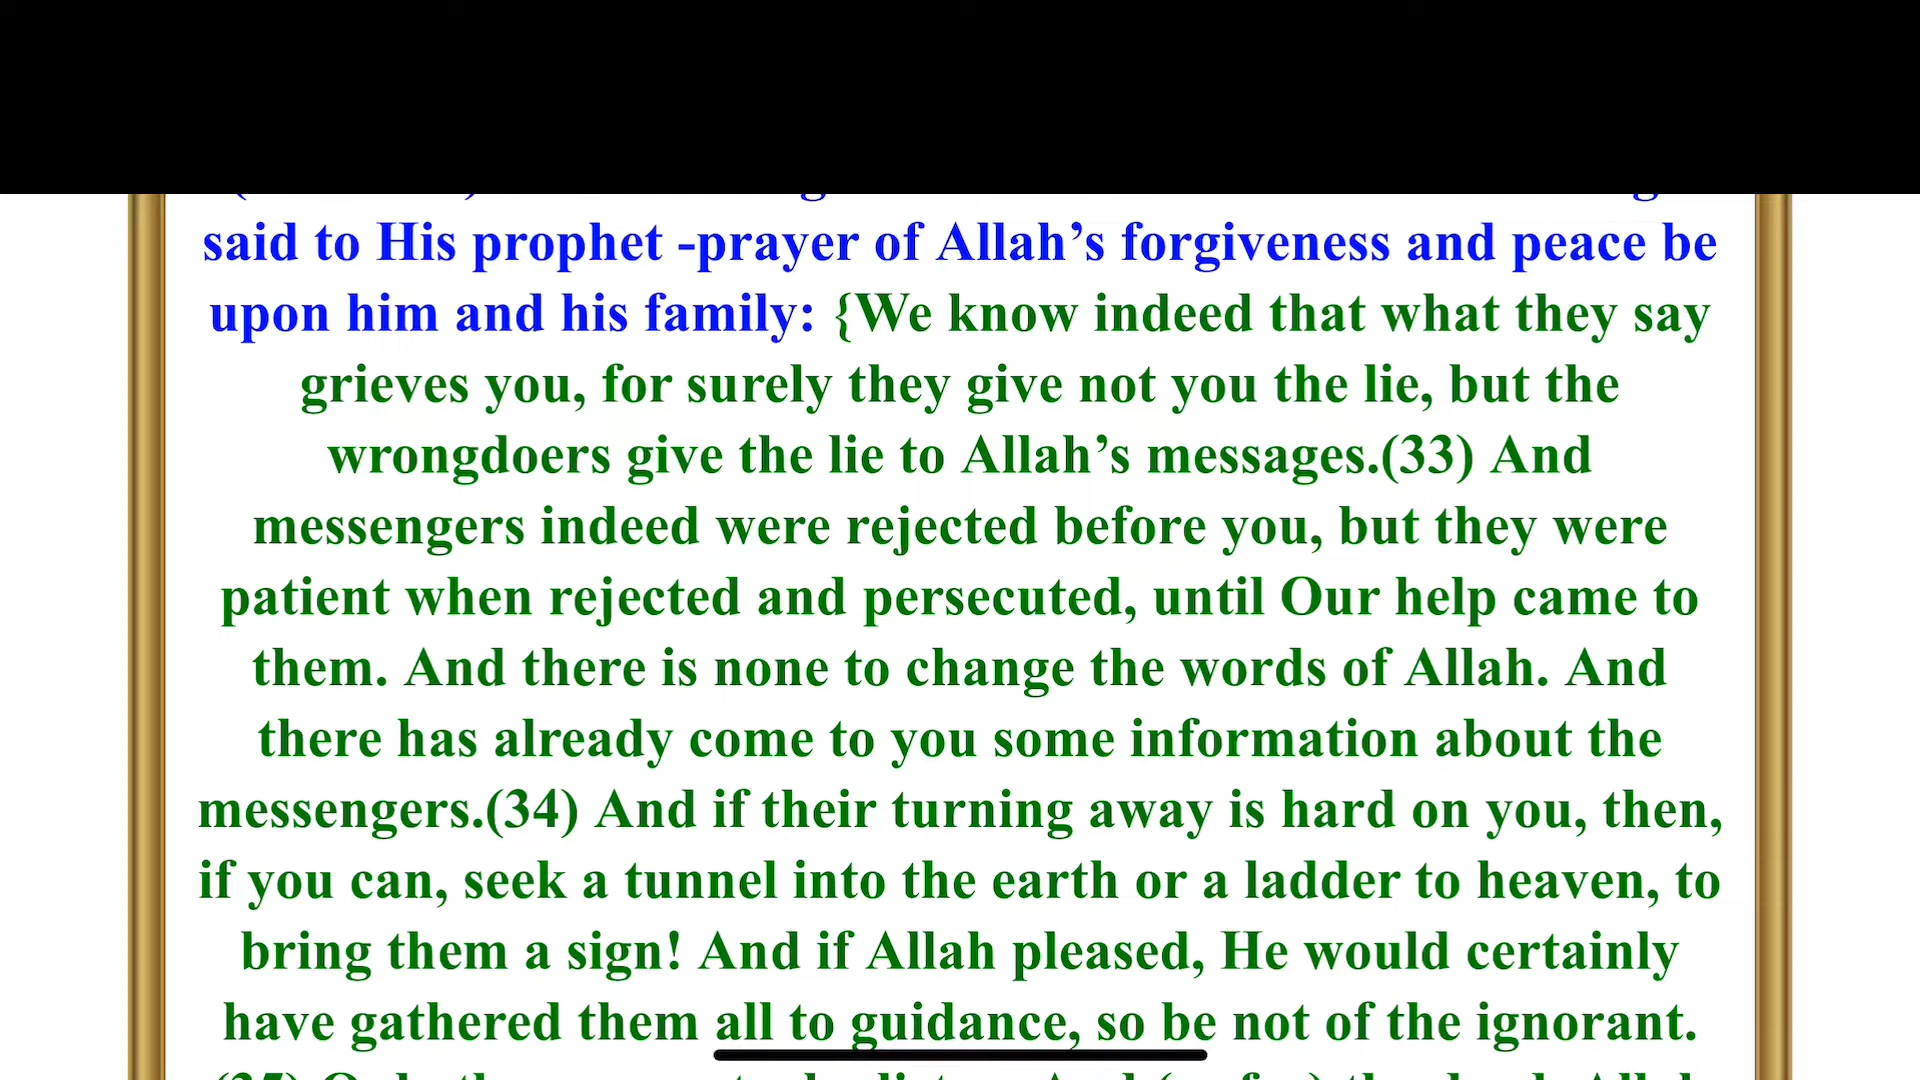 said to His prophet -prayer of Allah’s forgiveness and peace be
upon him and his family: {We know indeed that what they say
grieves you, for surely they give not you the lie, but the
wrongdoers give the lie to Allah’s messages.(33) And
messengers indeed were rejected before you, but they were
patient when rejected and persecuted, until Our help came to
them. And there is none to change the words of Allah. And
there has already come to you some information about the
messengers.(34) And if their turning away is hard on you, then,
if you can, seek a tunnel into the earth or a ladder to heaven, to
bring them a sign! And if Allah pleased, He would certainly
have gathered them all to guidance, so be not of the ignorant.